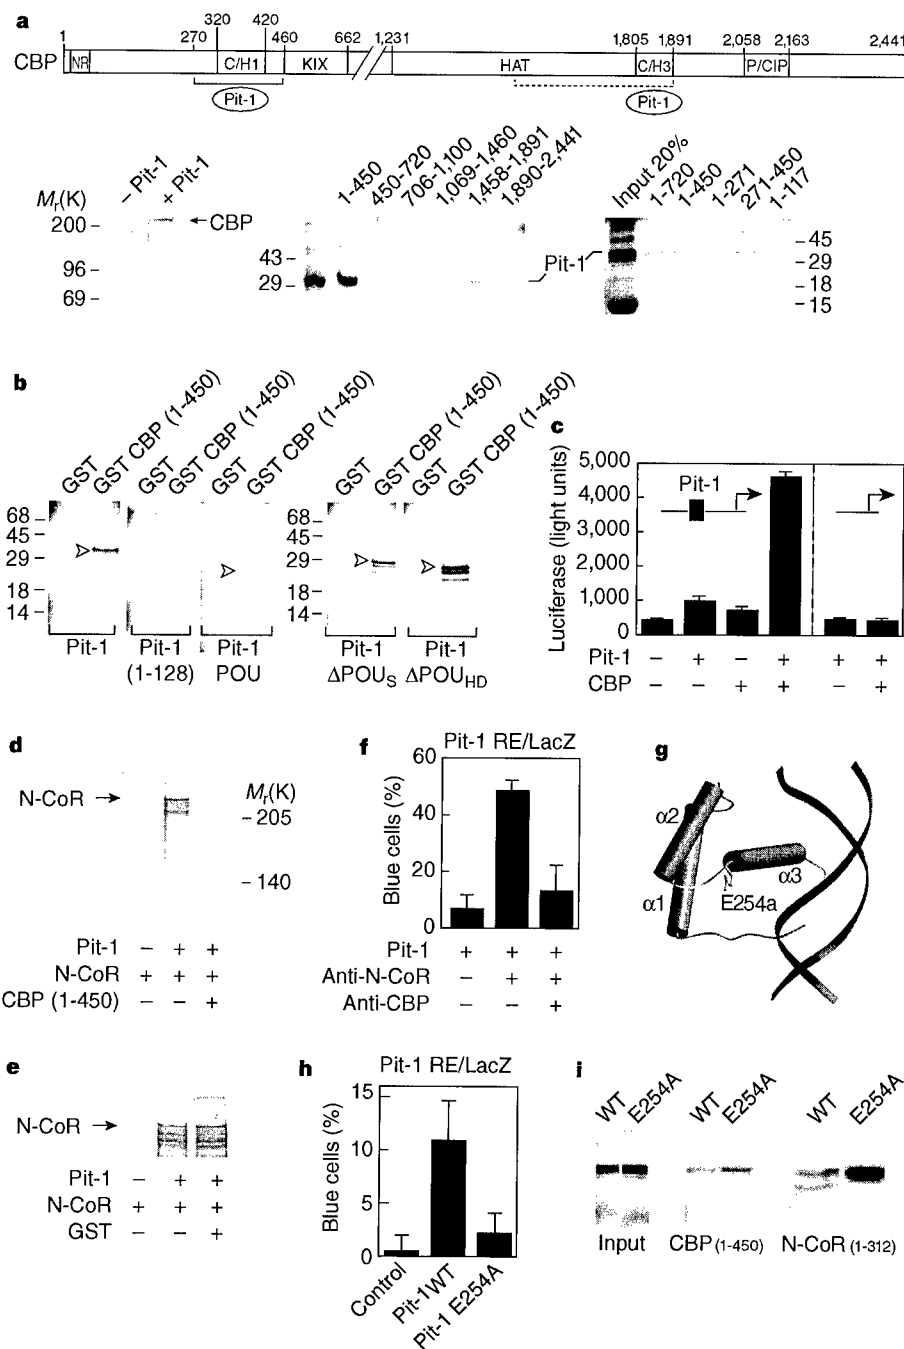 a
320 420
1 270 460 662 1,231 1,805 1,891 2,058 2,163 2,441
CBP NR C/H1 KIX HAT C/H3 P/CIP
Pit-1 Pit-1
– Pit-1
+ Pit-1
1-450
450-720
706-1,100
1,069-1,460
1,458-1,891
1,890-2,441
Input 20%
1-720
1-450
1-271
271-450
1-117
Mr(K)
200 – ←CBP
96 –
69 –
43 –
29 –
Pit-1
–45
–29
–18
–15
b
GST
GST CBP (1-450)
GST
GST CBP (1-450)
GST
GST CBP (1-450)
GST
GST CBP (1-450)
GST
GST CBP (1-450)
68 –
45 –
29 –
18 –
14 –
68 –
45 –
29 –
18 –
14 –
Pit-1
Pit-1 (1-128)
Pit-1 POU
Pit-1 ΔPOUS
Pit-1 ΔPOUHD
c
Luciferase (light units)
5,000
4,000
3,000
2,000
1,000
0
Pit-1
Pit-1 – + – + + +
CBP – – + + – +
d
N-CoR →
Mr(K)
– 205
– 140
Pit-1 – + +
N-CoR + + +
CBP (1-450) – – +
e
N-CoR →
Pit-1 – + +
N-CoR + + +
GST – – +
f
Pit-1 RE/LacZ
Blue cells (%)
60
40
20
0
Pit-1 + + +
Anti-N-CoR – + +
Anti-CBP – – +
g
α2
α1
α3
E254a
h
Pit-1 RE/LacZ
Blue cells (%)
15
10
5
0
Control
Pit-1 WT
Pit-1 E254A
i
WT
E254A
WT
E254A
WT
E254A
Input CBP (1-450) N-CoR (1-312)